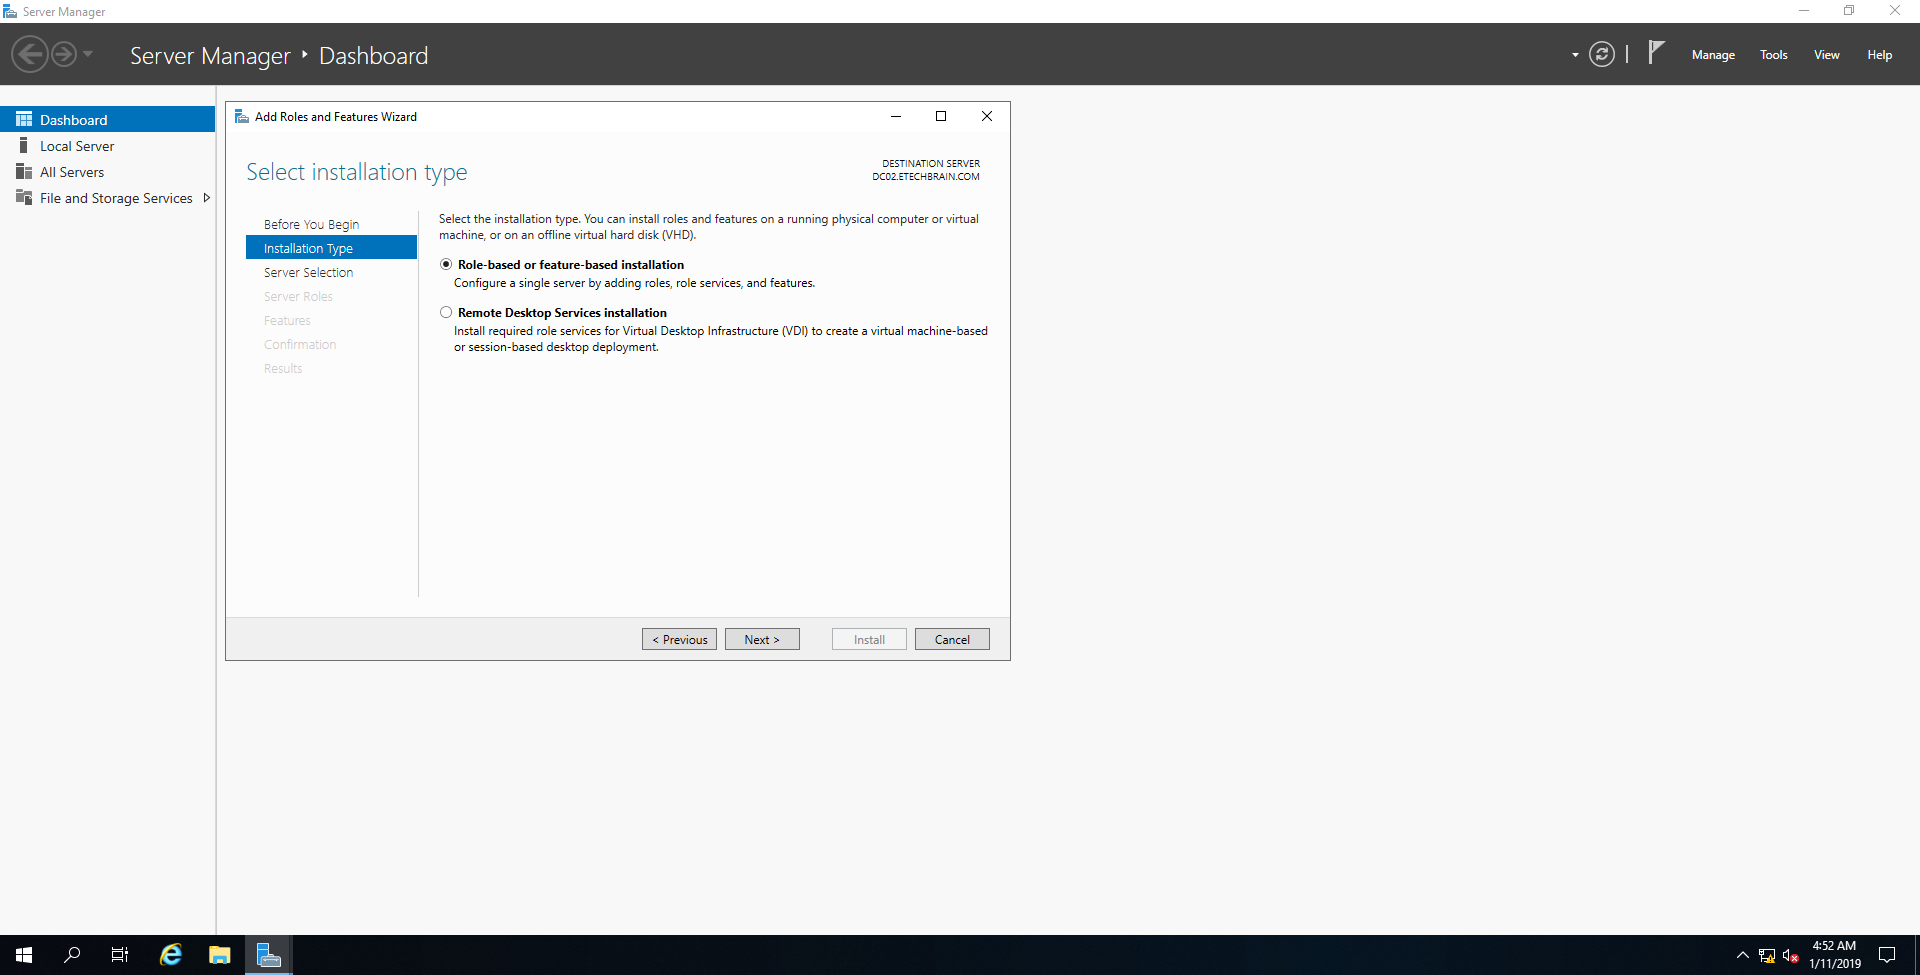 Server Manager
Server Manager
Dashboard
Manage
Tools
View
Help
Dashboard
Local Server
All Servers
File and Storage Services
Add Roles and Features Wizard
Select installation type
DESTINATION SERVER
DC02.ETECHBRAIN.COM
Before You Begin
Installation Type
Server Selection
Server Roles
Features
Confirmation
Results
Select the installation type. You can install roles and features on a running physical computer or virtual
machine, or on an offline virtual hard disk (VHD).
Role-based or feature-based installation
Configure a single server by adding roles, role services, and features.
Remote Desktop Services installation
Install required role services for Virtual Desktop Infrastructure (VDI) to create a virtual machine-based
or session-based desktop deployment.
< Previous
Next >
Install
Cancel
4:52 AM
1/11/2019